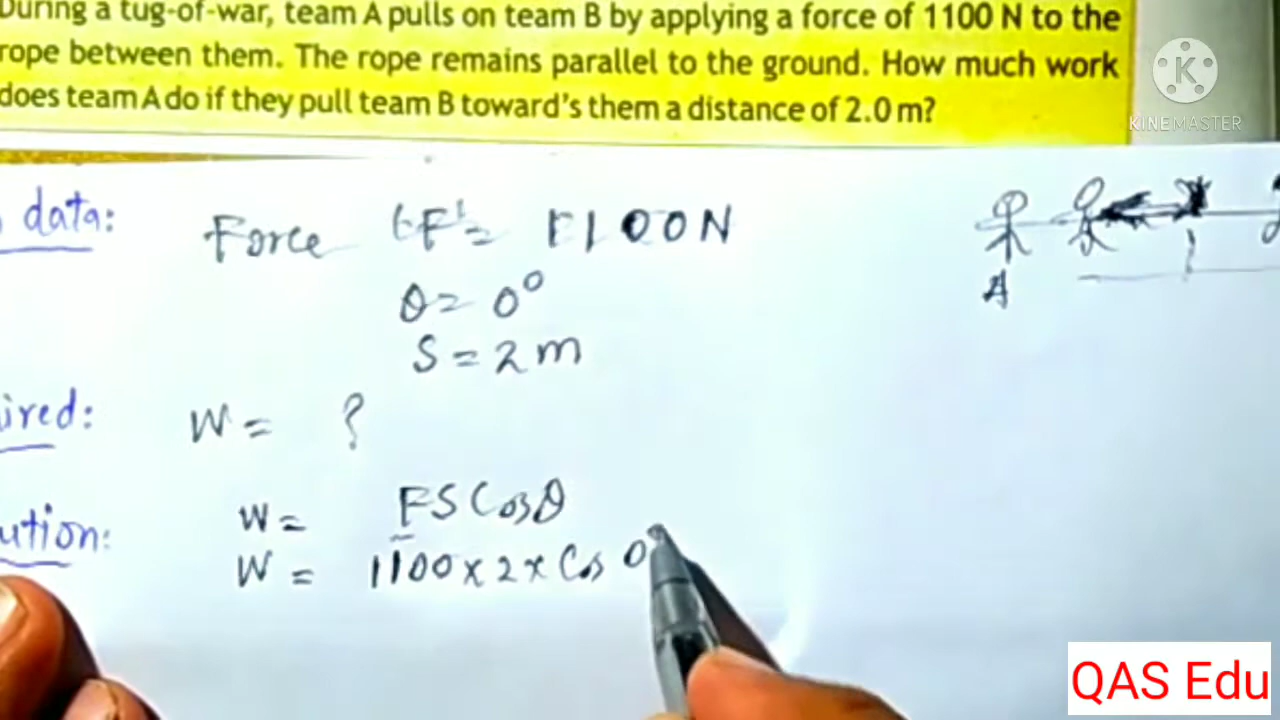 During a tug-of-war, team A pulls on team B by applying a force of 1100 N to the
rope between them. The rope remains parallel to the ground. How much work
does team A do if they pull team B toward's them a distance of 2.0 m?
KINEMASTER
data:
Force 'F' = 1100N
θ = 0°
S = 2m
A
ired:
W = ?
ution:
W = FS Cosθ
W = 1100 x 2 x Cos 0°
QAS Edu